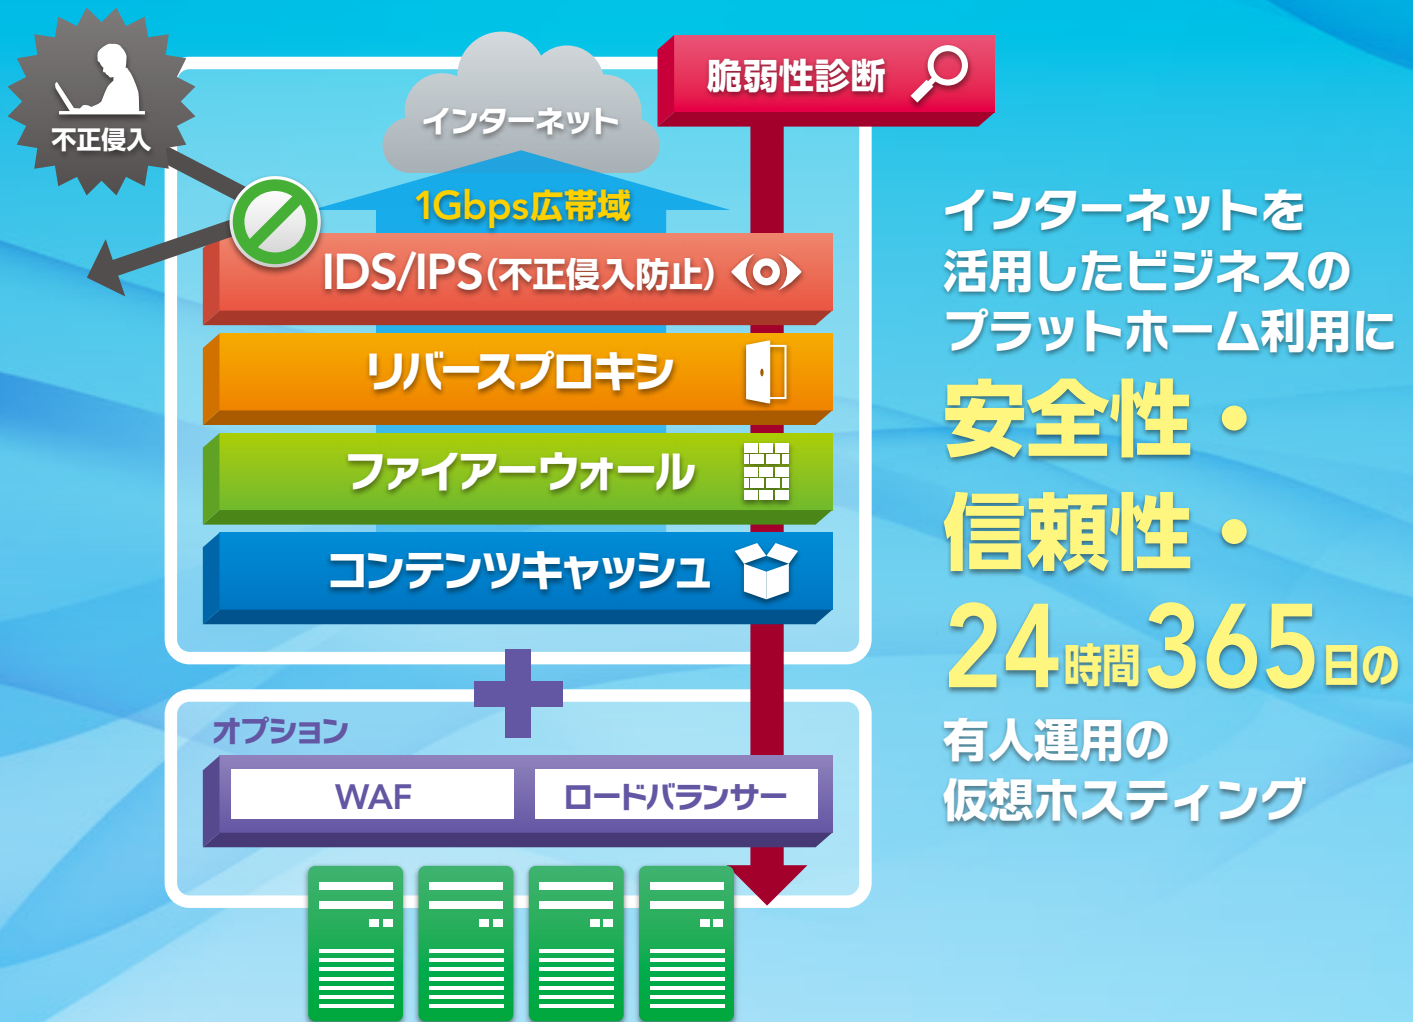 不正侵入
インターネット
脆弱性診断
1Gbps広帯域
IDS/IPS(不正侵入防止)
リバースプロキシ
ファイアーウォール
コンテンツキャッシュ
オプション
WAF
ロードバランサー
インターネットを
活用したビジネスの
プラットホーム利用に
安全性・
信頼性・
24時間365日の
有人運用の
仮想ホスティング